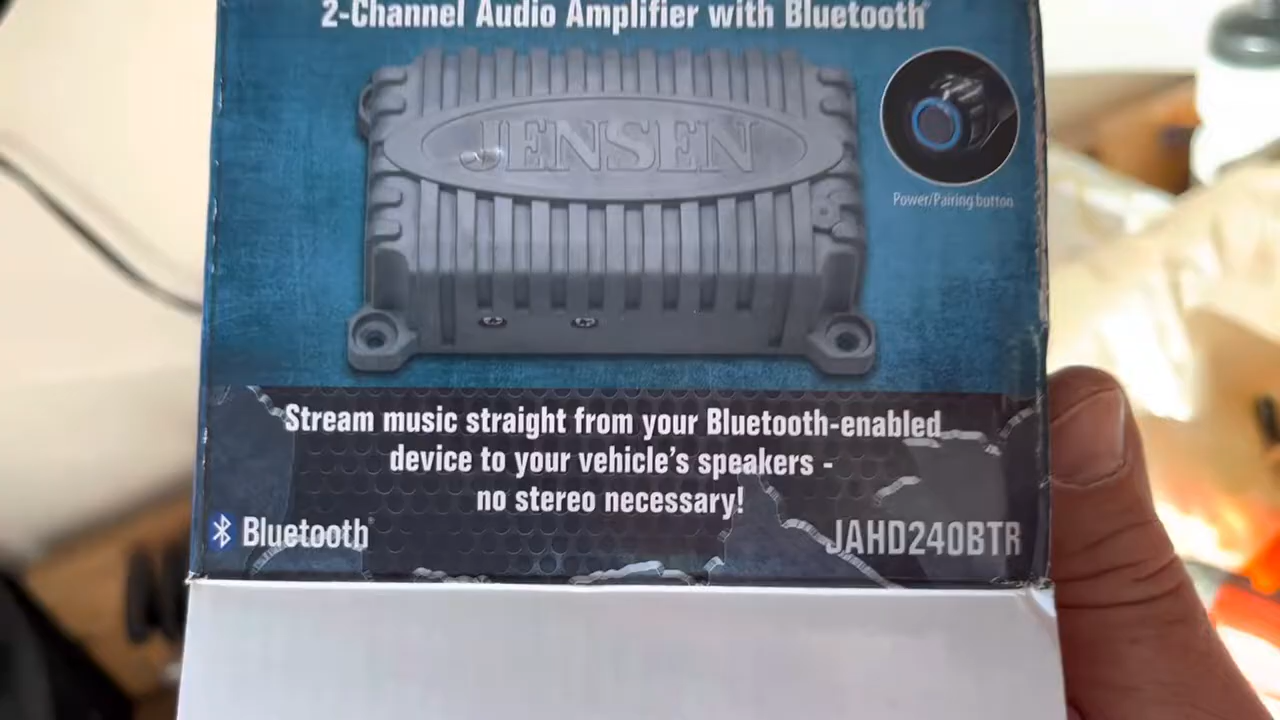 2-Channel Audio Amplifier with Bluetooth®
JENSEN
Power/Pairing button
Stream music straight from your Bluetooth-enabled
device to your vehicle's speakers -
no stereo necessary!
Bluetooth®
JAHD240BTR